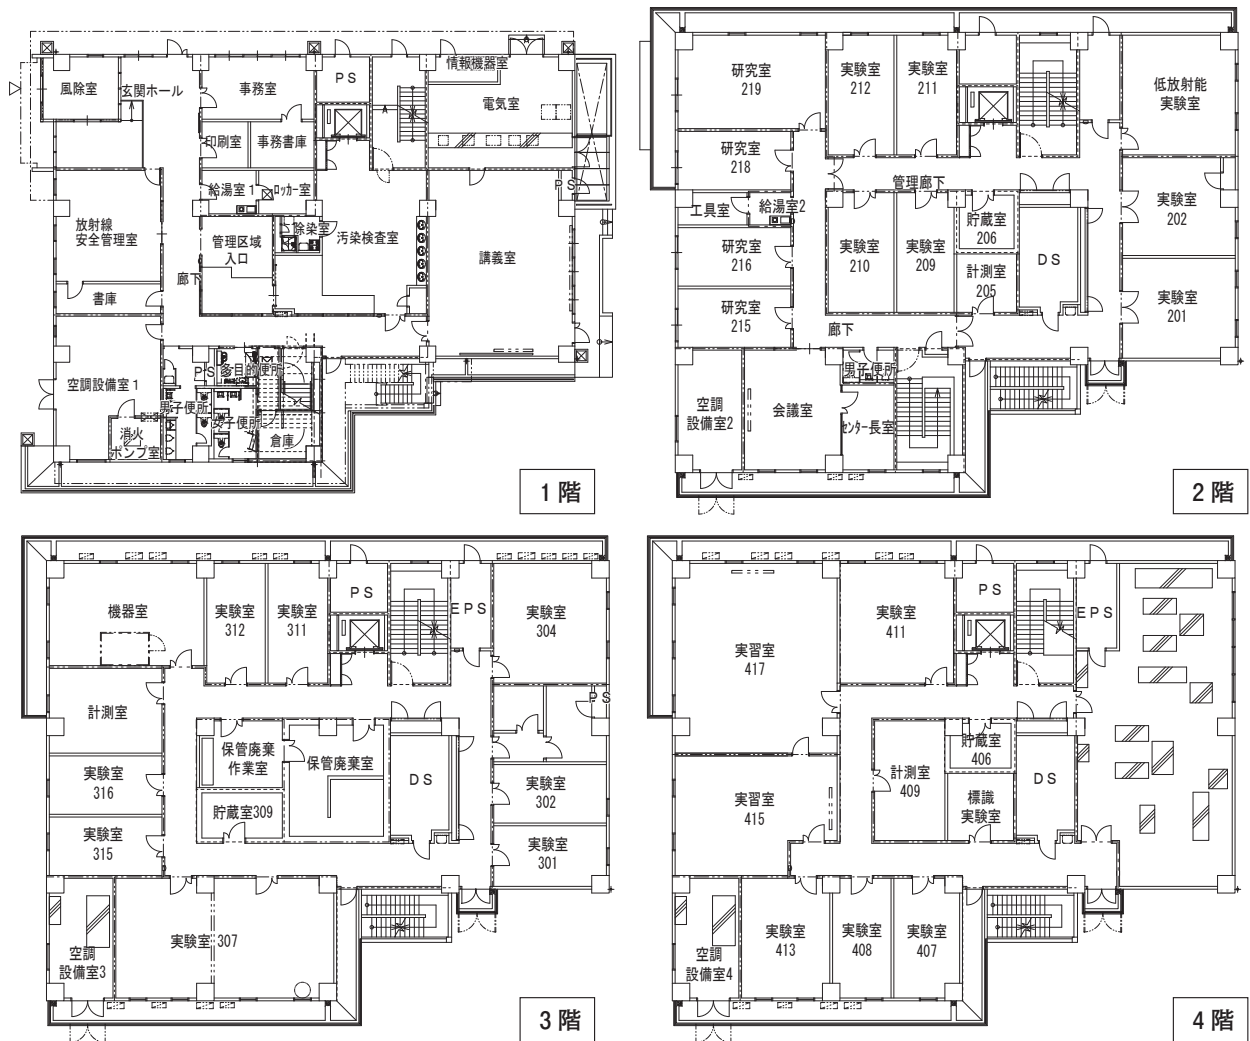 情報機器室
PS
風除室
玄関ホール
事務室
電気室
印刷室
事務書庫
給湯室1
ロッカー室
PS
放射線
安全管理室
管理区域
入口
除染室
汚染検査室
講義室
廊下
書庫
空調設備室1
PS
多目的便所
男子便所
女子便所
消火
ポンプ室
倉庫
1階
研究室
219
実験室
212
実験室
211
低放射能
実験室
研究室
218
管理廊下
工具室
給湯室2
貯蔵室
206
実験室
202
研究室
216
実験室
210
実験室
209
DS
計測室
205
研究室
215
廊下
実験室
201
男子便所
空調
設備室2
会議室
センター長室
2階
機器室
実験室
312
実験室
311
PS
EPS
実験室
304
PS
計測室
保管廃棄
作業室
保管廃棄室
DS
実験室
316
貯蔵室309
実験室
302
実験室
315
実験室
301
実験室307
空調
設備室3
3階
実習室
417
実験室
411
PS
EPS
貯蔵室
406
計測室
409
DS
実習室
415
標識
実験室
空調
設備室4
実験室
413
実験室
408
実験室
407
4階